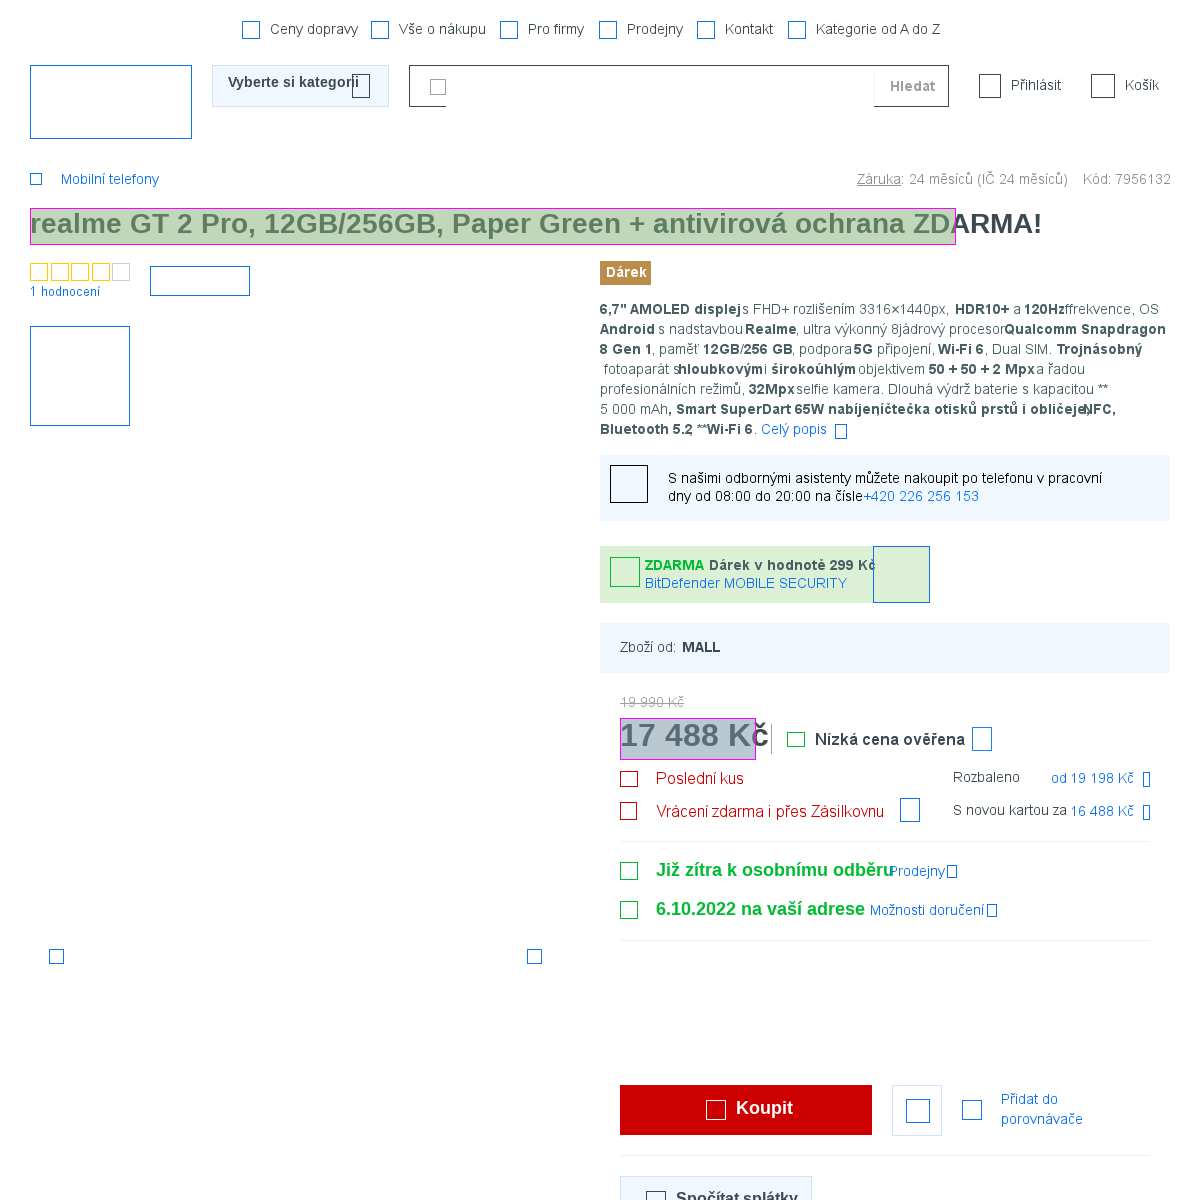 Ceny dopravy Vše o nákupu Pro firmy Prodejny Kontakt Kategorie od A do Z
Vyberte si kategorii Hledat Přihlásit Košík
Mobilní telefony Záruka: 24 měsíců (IČ 24 měsíců) Kód: 7956132
realme GT 2 Pro, 12GB/256GB, Paper Green + antivirová ochrana ZDARMA!
1 hodnocení
Dárek
6,7" AMOLED displej s FHD+ rozlišením 3316×1440px, HDR10+ a 120Hz frekvence, OS
Android s nadstavbou Realme, ultra výkonný 8jádrový procesor Qualcomm Snapdragon
8 Gen 1, paměť 12GB/256 GB, podpora 5G připojení, Wi-Fi 6, Dual SIM. Trojnásobný
fotoaparát s hloubkovým i širokoúhlým objektivem 50 + 50 + 2 Mpx a řadou
profesionálních režimů, 32Mpx selfie kamera. Dlouhá výdrž baterie s kapacitou **
5 000 mAh, Smart SuperDart 65W nabíjení, čtečka otisků prstů i obličeje, NFC,
Bluetooth 5.2, **Wi-Fi 6. Celý popis
S našimi odbornými asistenty můžete nakoupit po telefonu v pracovní
dny od 08:00 do 20:00 na čísle +420 226 256 153
ZDARMA Dárek v hodnotě 299 Kč
BitDefender MOBILE SECURITY
Zboží od: MALL
19 990 Kč
17 488 Kč Nízká cena ověřena
Poslední kus Rozbaleno od 19 198 Kč
Vrácení zdarma i přes Zásilkovnu S novou kartou za 16 488 Kč
Již zítra k osobnímu odběru Prodejny
6.10.2022 na vaší adrese Možnosti doručení
Koupit Přidat do
porovnávače
Spočítat splátky